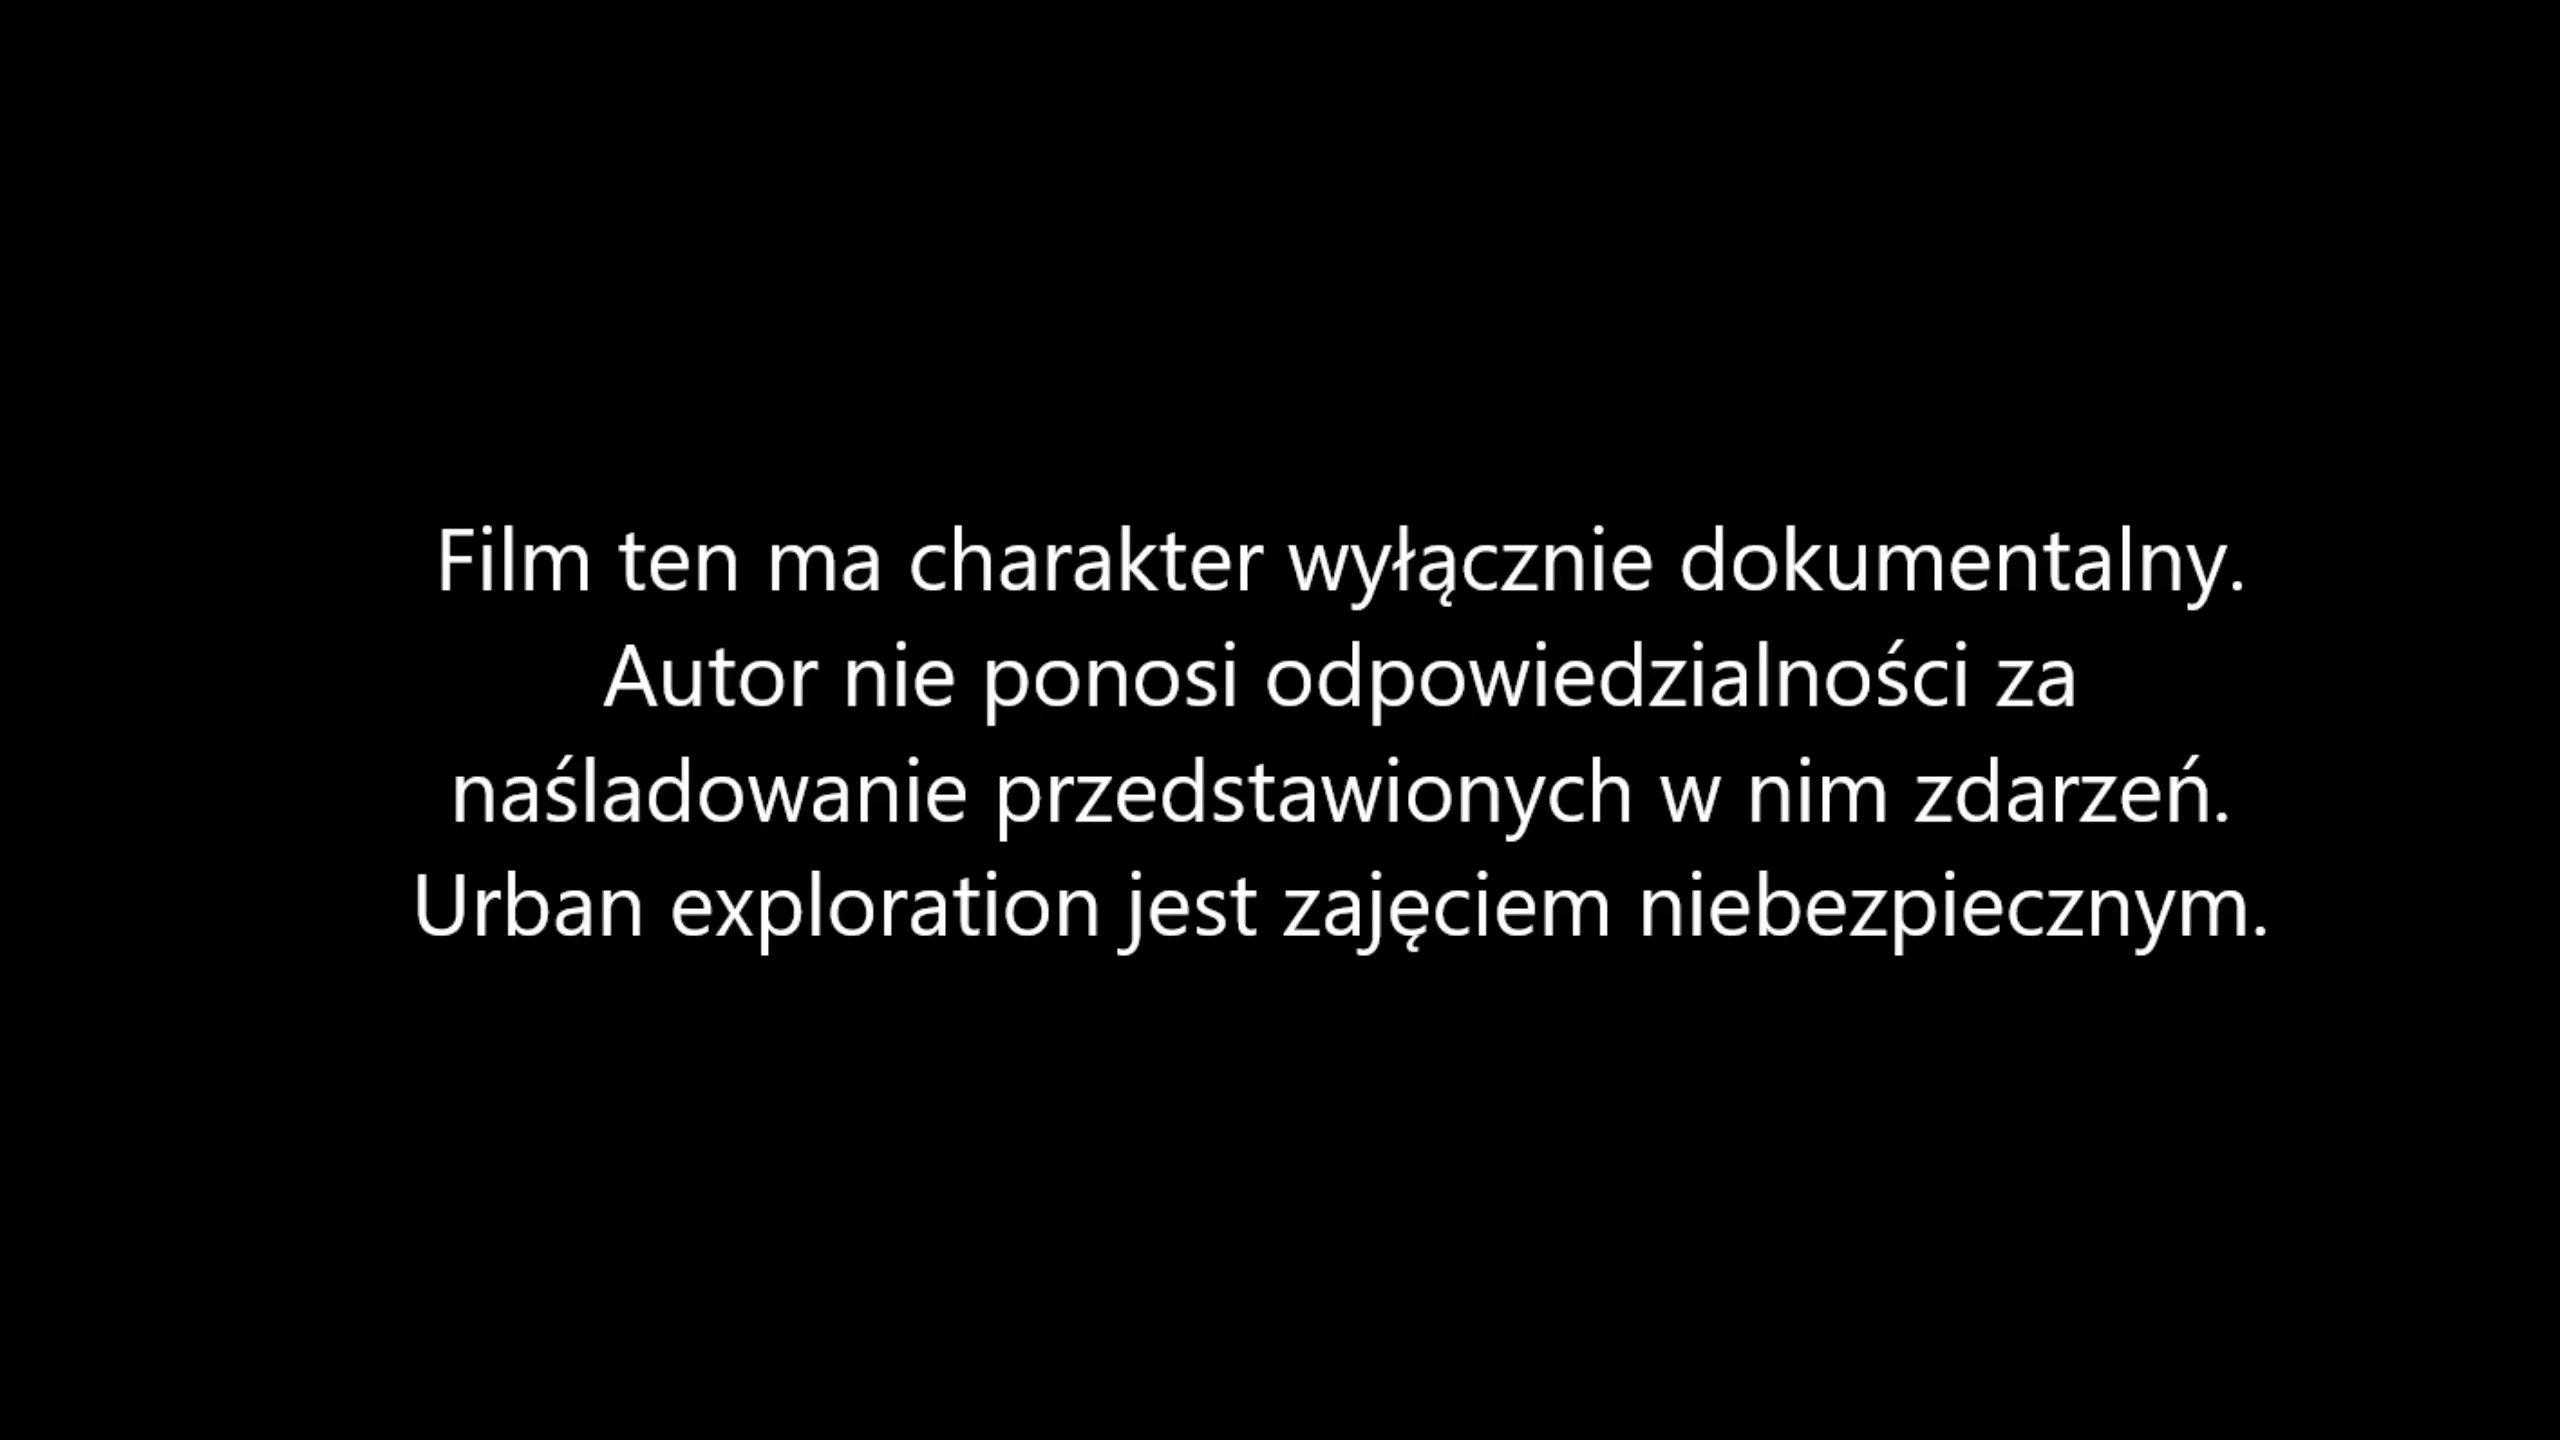 Film ten ma charakter wyłącznie dokumentalny.
Autor nie ponosi odpowiedzialności za
naśladowanie przedstawionych w nim zdarzeń.
Urban exploration jest zajęciem niebezpiecznym.